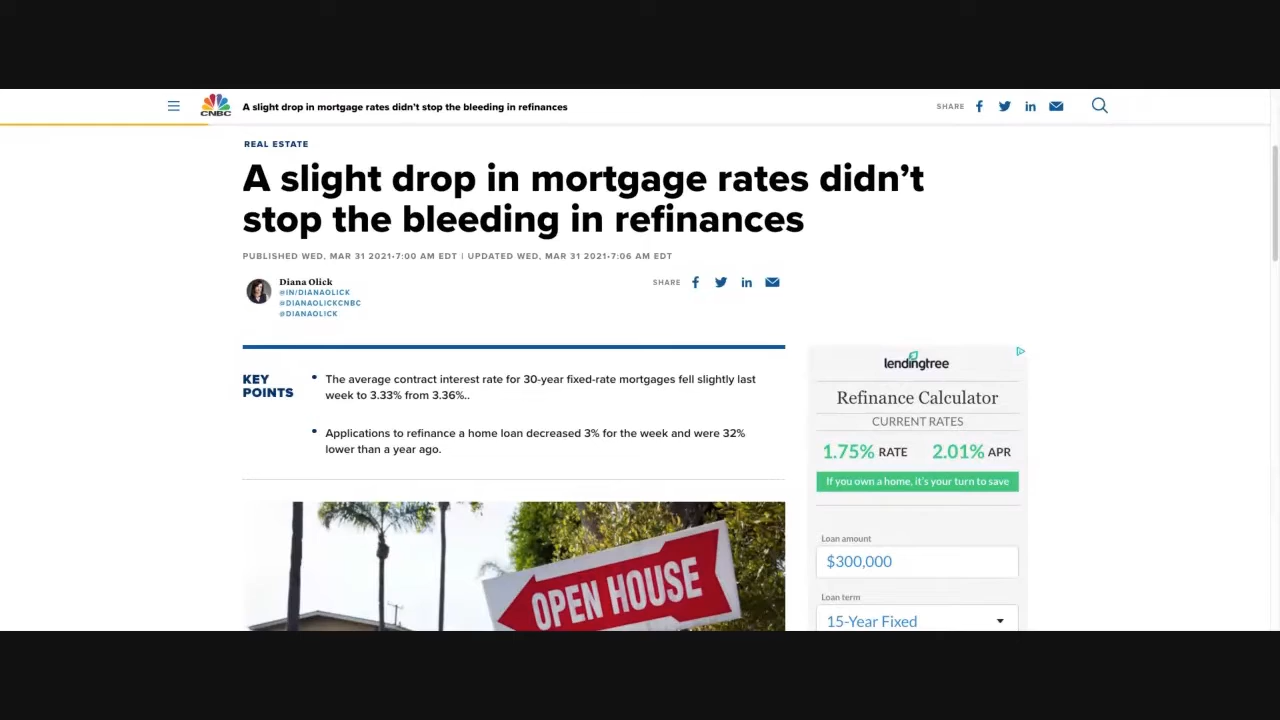 CNBC
A slight drop in mortgage rates didn’t stop the bleeding in refinances
SHARE
REAL ESTATE
A slight drop in mortgage rates didn’t
stop the bleeding in refinances
PUBLISHED WED, MAR 31 2021•7:00 AM EDT | UPDATED WED, MAR 31 2021•7:06 AM EDT
Diana Olick
@IN/DIANAOLICK
@DIANAOLICKCNBC
@DIANAOLICK
SHARE
KEY
POINTS
• The average contract interest rate for 30-year fixed-rate mortgages fell slightly last
week to 3.33% from 3.36%..
• Applications to refinance a home loan decreased 3% for the week and were 32%
lower than a year ago.
OPEN HOUSE
lendingtree
Refinance Calculator
CURRENT RATES
1.75% RATE 2.01% APR
If you own a home, it's your turn to save
Loan amount
$300,000
Loan term
15-Year Fixed